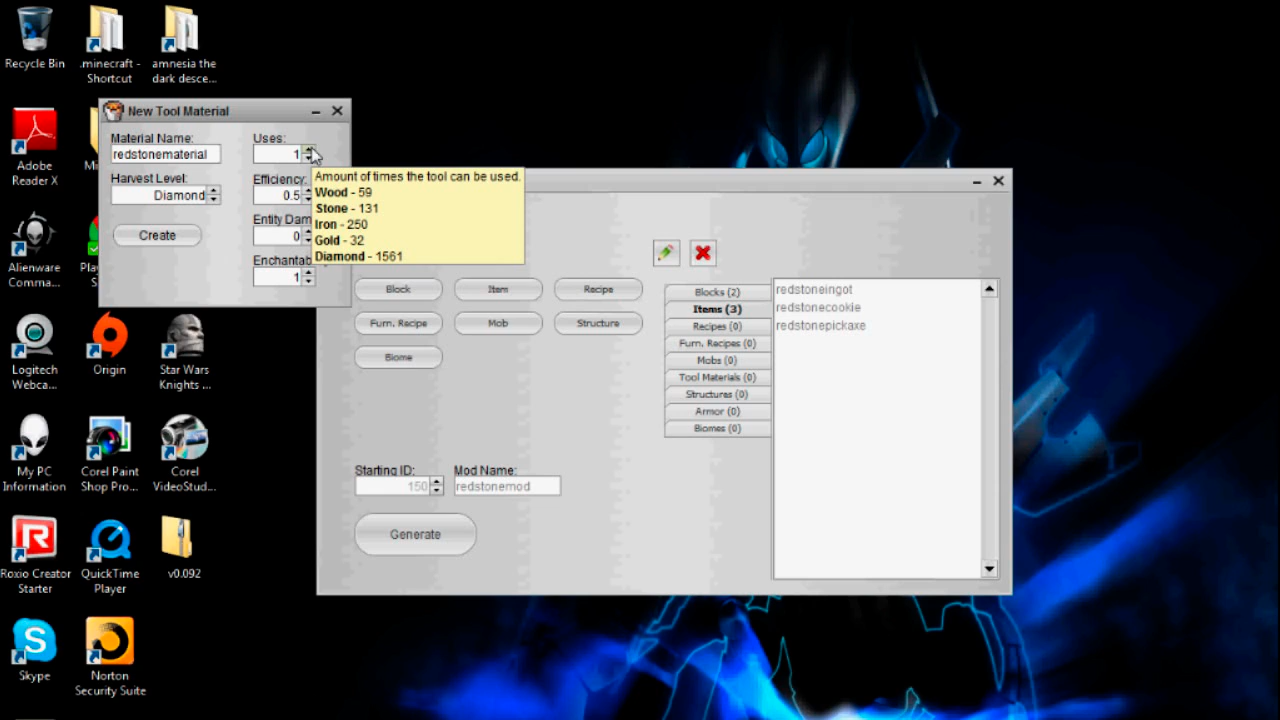 Recycle Bin
.minecraft -
Shortcut
amnesia the
dark desce...
Adobe
Reader X
Alienware
Comma...
Logitech
Webca...
Origin
Star Wars
Knights ...
My PC
Information
Corel Paint
Shop Pro...
Corel
VideoStud...
Roxio Creator
Starter
QuickTime
Player
v0.092
Skype
Norton
Security Suite
New Tool Material
Material Name:
redstonematerial
Harvest Level:
Diamond
Create
Uses:
1
Efficiency:
0.5
Entity Dam
0
Enchantab
1
Amount of times the tool can be used.
Wood - 59
Stone - 131
Iron - 250
Gold - 32
Diamond - 1561
Block
Item
Recipe
Furn. Recipe
Mob
Structure
Biome
Starting ID:
150
Mod Name:
redstonemod
Generate
Blocks (2)
Items (3)
Recipes (0)
Furn. Recipes (0)
Mobs (0)
Tool Materials (0)
Structures (0)
Armor (0)
Biomes (0)
redstoneingot
redstonecookie
redstonepickaxe